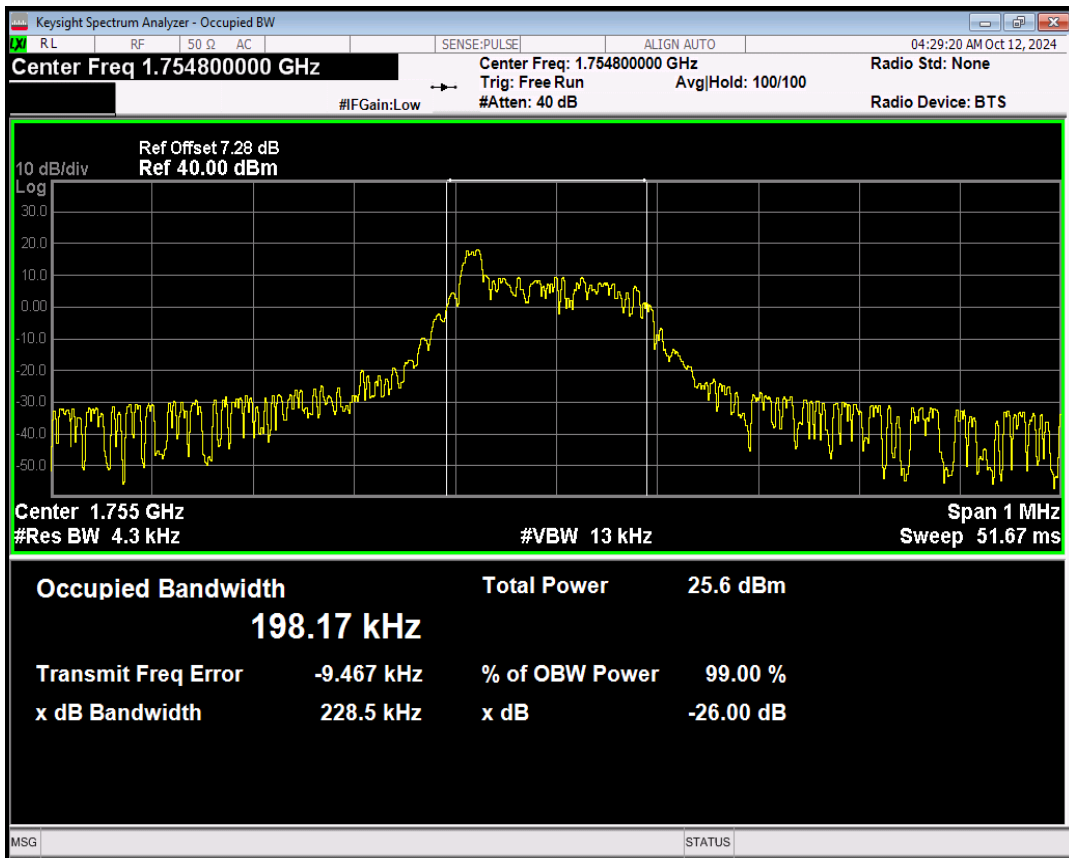 Keysight Spectrum Analyzer - Occupied BW
LXI RL RF 50 Ω AC SENSE:PULSE ALIGN AUTO 04:29:20 AM Oct 12, 2024
Center Freq 1.754800000 GHz Center Freq: 1.754800000 GHz Radio Std: None
Trig: Free Run Avg|Hold: 100/100
#IFGain:Low #Atten: 40 dB Radio Device: BTS
Ref Offset 7.28 dB
10 dB/div Ref 40.00 dBm
Log
30.0
20.0
10.0
0.00
-10.0
-20.0
-30.0
-40.0
-50.0
Center 1.755 GHz Span 1 MHz
#Res BW 4.3 kHz #VBW 13 kHz Sweep 51.67 ms
Occupied Bandwidth Total Power 25.6 dBm
198.17 kHz
Transmit Freq Error -9.467 kHz % of OBW Power 99.00 %
x dB Bandwidth 228.5 kHz x dB -26.00 dB
MSG STATUS